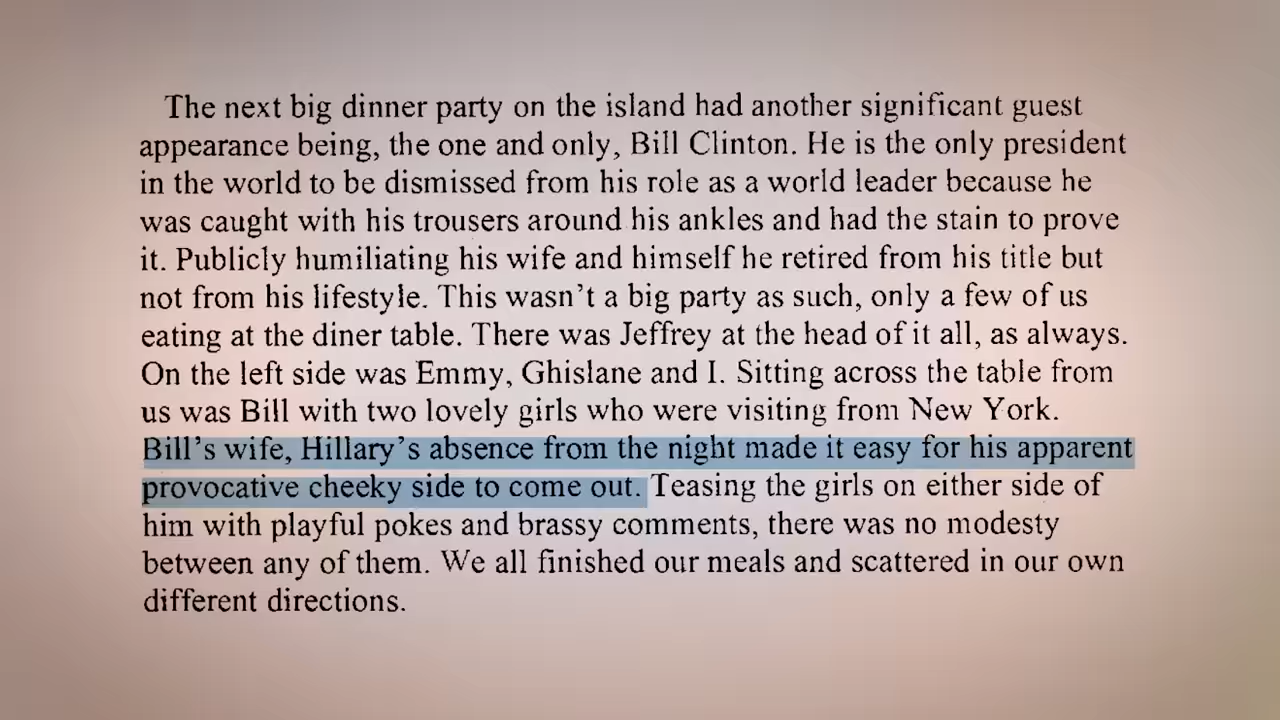 The next big dinner party on the island had another significant guest
appearance being, the one and only, Bill Clinton. He is the only president
in the world to be dismissed from his role as a world leader because he
was caught with his trousers around his ankles and had the stain to prove
it. Publicly humiliating his wife and himself he retired from his title but
not from his lifestyle. This wasn't a big party as such, only a few of us
eating at the diner table. There was Jeffrey at the head of it all, as always.
On the left side was Emmy, Ghislane and I. Sitting across the table from
us was Bill with two lovely girls who were visiting from New York.
Bill's wife, Hillary's absence from the night made it easy for his apparent
provocative cheeky side to come out. Teasing the girls on either side of
him with playful pokes and brassy comments, there was no modesty
between any of them. We all finished our meals and scattered in our own
different directions.